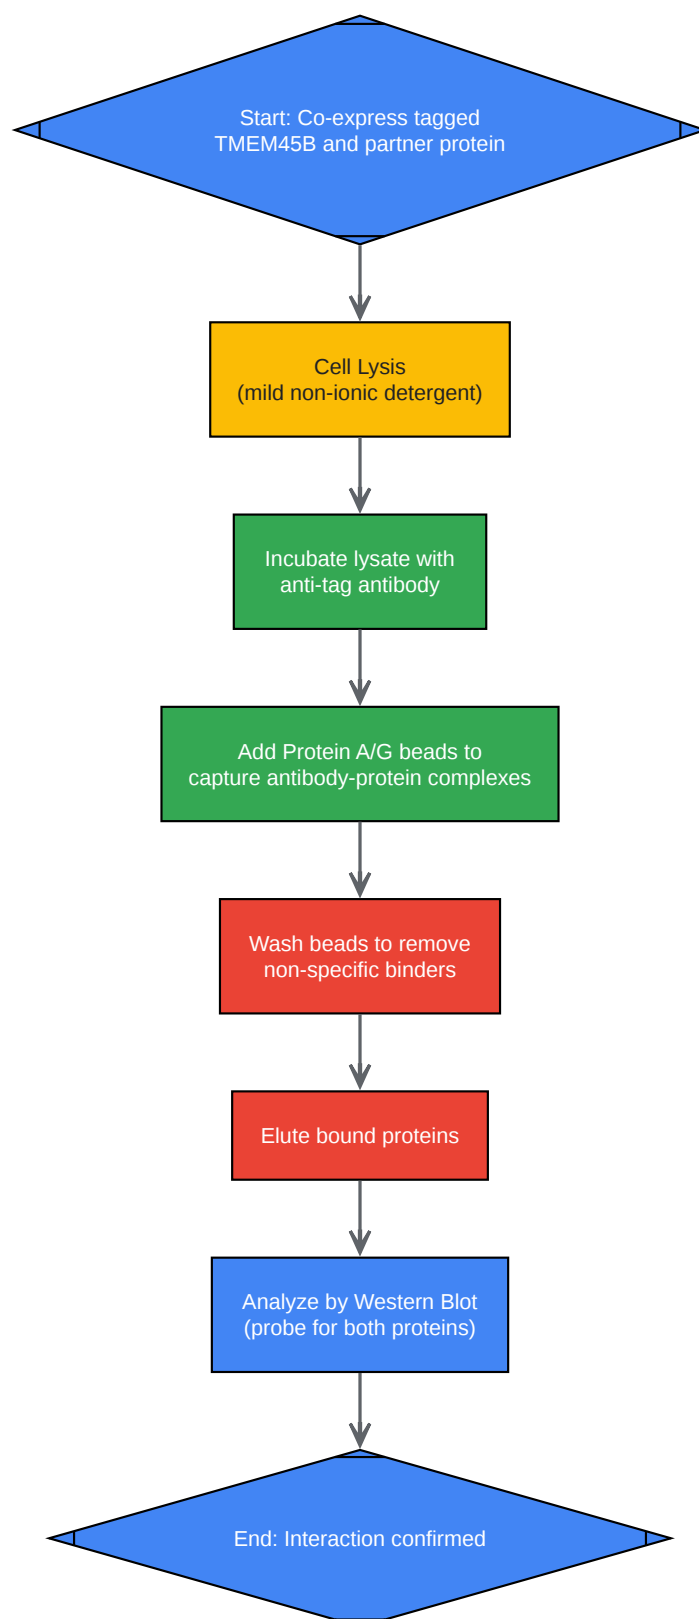 Start: Co-express tagged
TMEM45B and partner protein
Cell Lysis
(mild non-ionic detergent)
Incubate lysate with
anti-tag antibody
Add Protein A/G beads to
capture antibody-protein complexes
Wash beads to remove
non-specific binders
Elute bound proteins
Analyze by Western Blot
(probe for both proteins)
End: Interaction confirmed